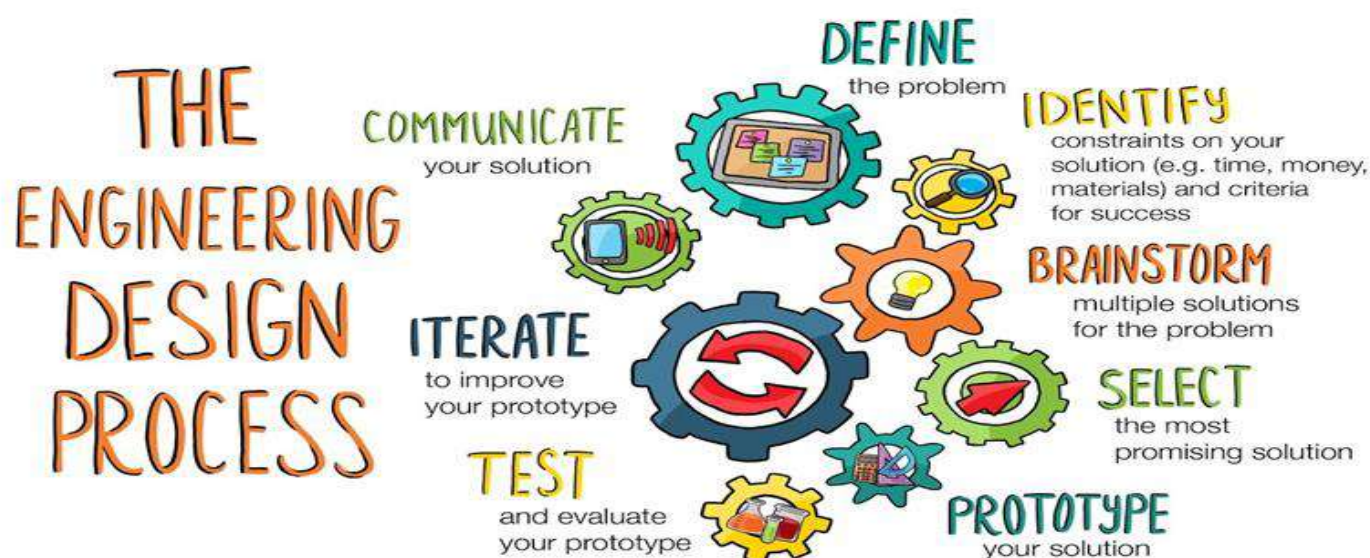 THE
ENGINEERING
DESIGN
PROCESS
DEFINE
the problem
IDENTIFY
constraints on your
solution (e.g. time, money,
materials) and criteria
for success
BRAINSTORM
multiple solutions
for the problem
SELECT
the most
promising solution
PROTOTYPE
your solution
TEST
and evaluate
your prototype
ITERATE
to improve
your prototype
COMMUNICATE
your solution